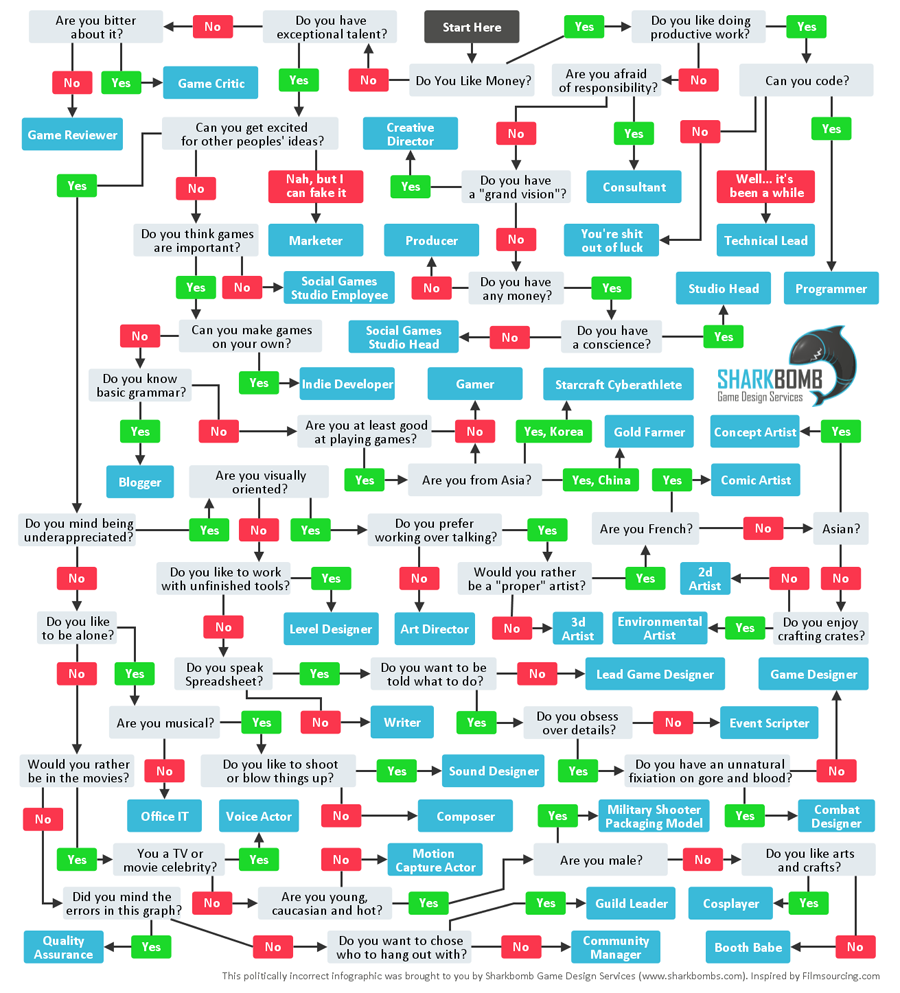 Are you bitter
about it?
No
Do you have
exceptional talent?
Start Here
Yes
Do you like doing
productive work?
Yes
No
Yes
Game Critic
Yes
No
Do You Like Money?
Are you afraid
of responsibility?
No
Can you code?
Game Reviewer
Can you get excited
for other peoples' ideas?
Creative
Director
No
Yes
No
Yes
Yes
No
Nah, but I
can fake it
Yes
Do you have
a "grand vision"?
Consultant
Well... it's
been a while
Do you think games
are important?
Marketer
Producer
No
You're shit
out of luck
Technical Lead
Yes
No
Social Games
Studio Employee
No
Do you have
any money?
Yes
Studio Head
Programmer
No
Can you make games
on your own?
Social Games
Studio Head
No
Do you have
a conscience?
Yes
SHARKBOMB
Game Design Services
Do you know
basic grammar?
Yes
Indie Developer
Gamer
Starcraft Cyberathlete
Yes
No
Are you at least good
at playing games?
No
Yes, Korea
Gold Farmer
Concept Artist
Yes
Blogger
Are you visually
oriented?
Yes
Are you from Asia?
Yes, China
Yes
Comic Artist
Do you mind being
underappreciated?
Yes
No
Yes
Do you prefer
working over talking?
Yes
Are you French?
No
Asian?
No
Do you like to work
with unfinished tools?
Yes
No
Would you rather
be a "proper" artist?
Yes
2d
Artist
No
No
Do you like
to be alone?
No
Level Designer
Art Director
No
3d
Artist
Environmental
Artist
Yes
Do you enjoy
crafting crates?
No
Yes
Do you speak
Spreadsheet?
Yes
Do you want to be
told what to do?
No
Lead Game Designer
Game Designer
Are you musical?
Yes
No
Writer
Yes
Do you obsess
over details?
No
Event Scripter
Would you rather
be in the movies?
No
Do you like to shoot
or blow things up?
Yes
Sound Designer
Yes
Do you have an unnatural
fixiation on gore and blood?
No
No
Office IT
Voice Actor
No
Composer
Yes
Military Shooter
Packaging Model
Yes
Combat
Designer
Yes
You a TV or
movie celebrity?
Yes
No
Motion
Capture Actor
Are you male?
No
Do you like arts
and crafts?
Did you mind the
errors in this graph?
No
Are you young,
caucasian and hot?
Yes
Yes
Guild Leader
Cosplayer
Yes
Quality
Assurance
Yes
No
Do you want to chose
who to hang out with?
No
Community
Manager
Booth Babe
No
This politically incorrect infographic was brought to you by Sharkbomb Game Design Services (www.sharkbombs.com). Inspired by Filmsourcing.com